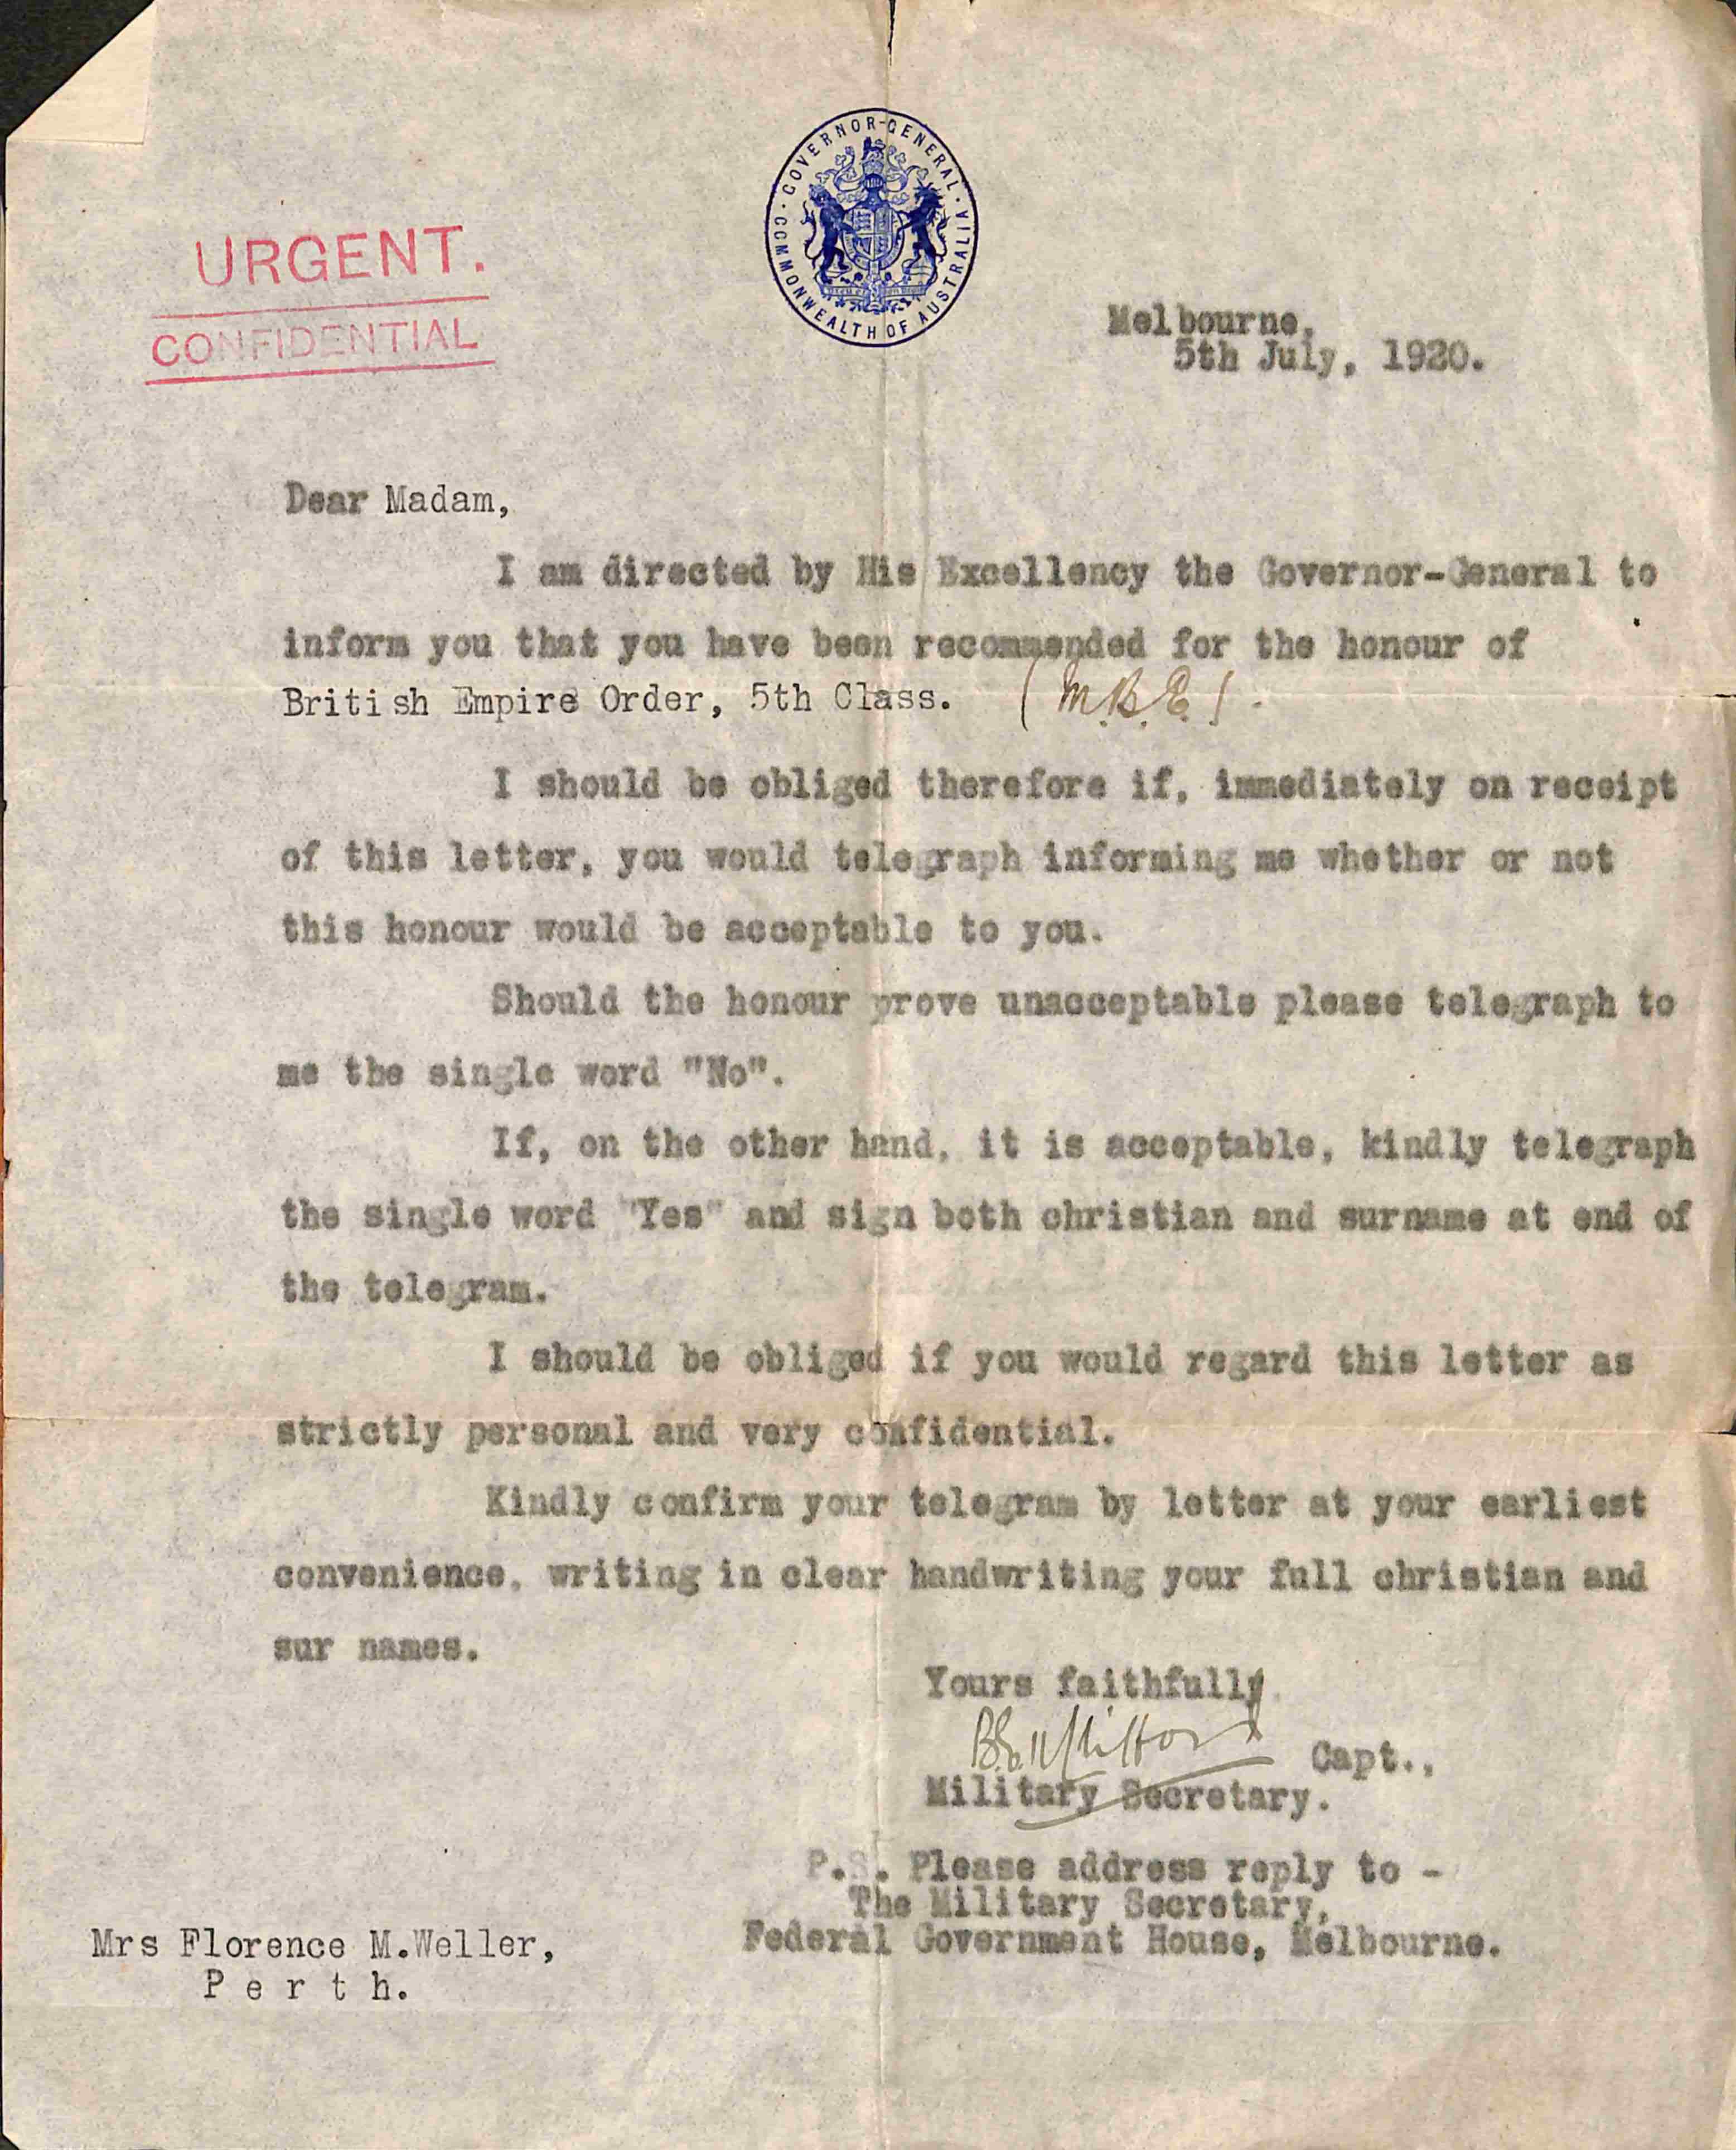 GOVERNOR-GENERAL · COMMONWEALTH OF AUSTRALIA ·
URGENT.
CONFIDENTIAL
Melbourne,
5th July, 1920.
Dear Madam,
I am directed by His Excellency the Governor-General to
inform you that you have been recommended for the honour of
British Empire Order, 5th Class. (M.B.E).
I should be obliged therefore if, immediately on receipt
of this letter, you would telegraph informing me whether or not
this honour would be acceptable to you.
Should the honour prove unacceptable please telegraph to
me the single word "No".
If, on the other hand, it is acceptable, kindly telegraph
the single word "Yes" and sign both christian and surname at end of
the telegram.
I should be obliged if you would regard this letter as
strictly personal and very confidential.
Kindly confirm your telegram by letter at your earliest
convenience, writing in clear handwriting your full christian and
sur names.
Yours faithfully
Capt.,
Military Secretary.
P.S. Please address reply to -
The Military Secretary,
Federal Government House, Melbourne.
Mrs Florence M.Weller,
Perth.